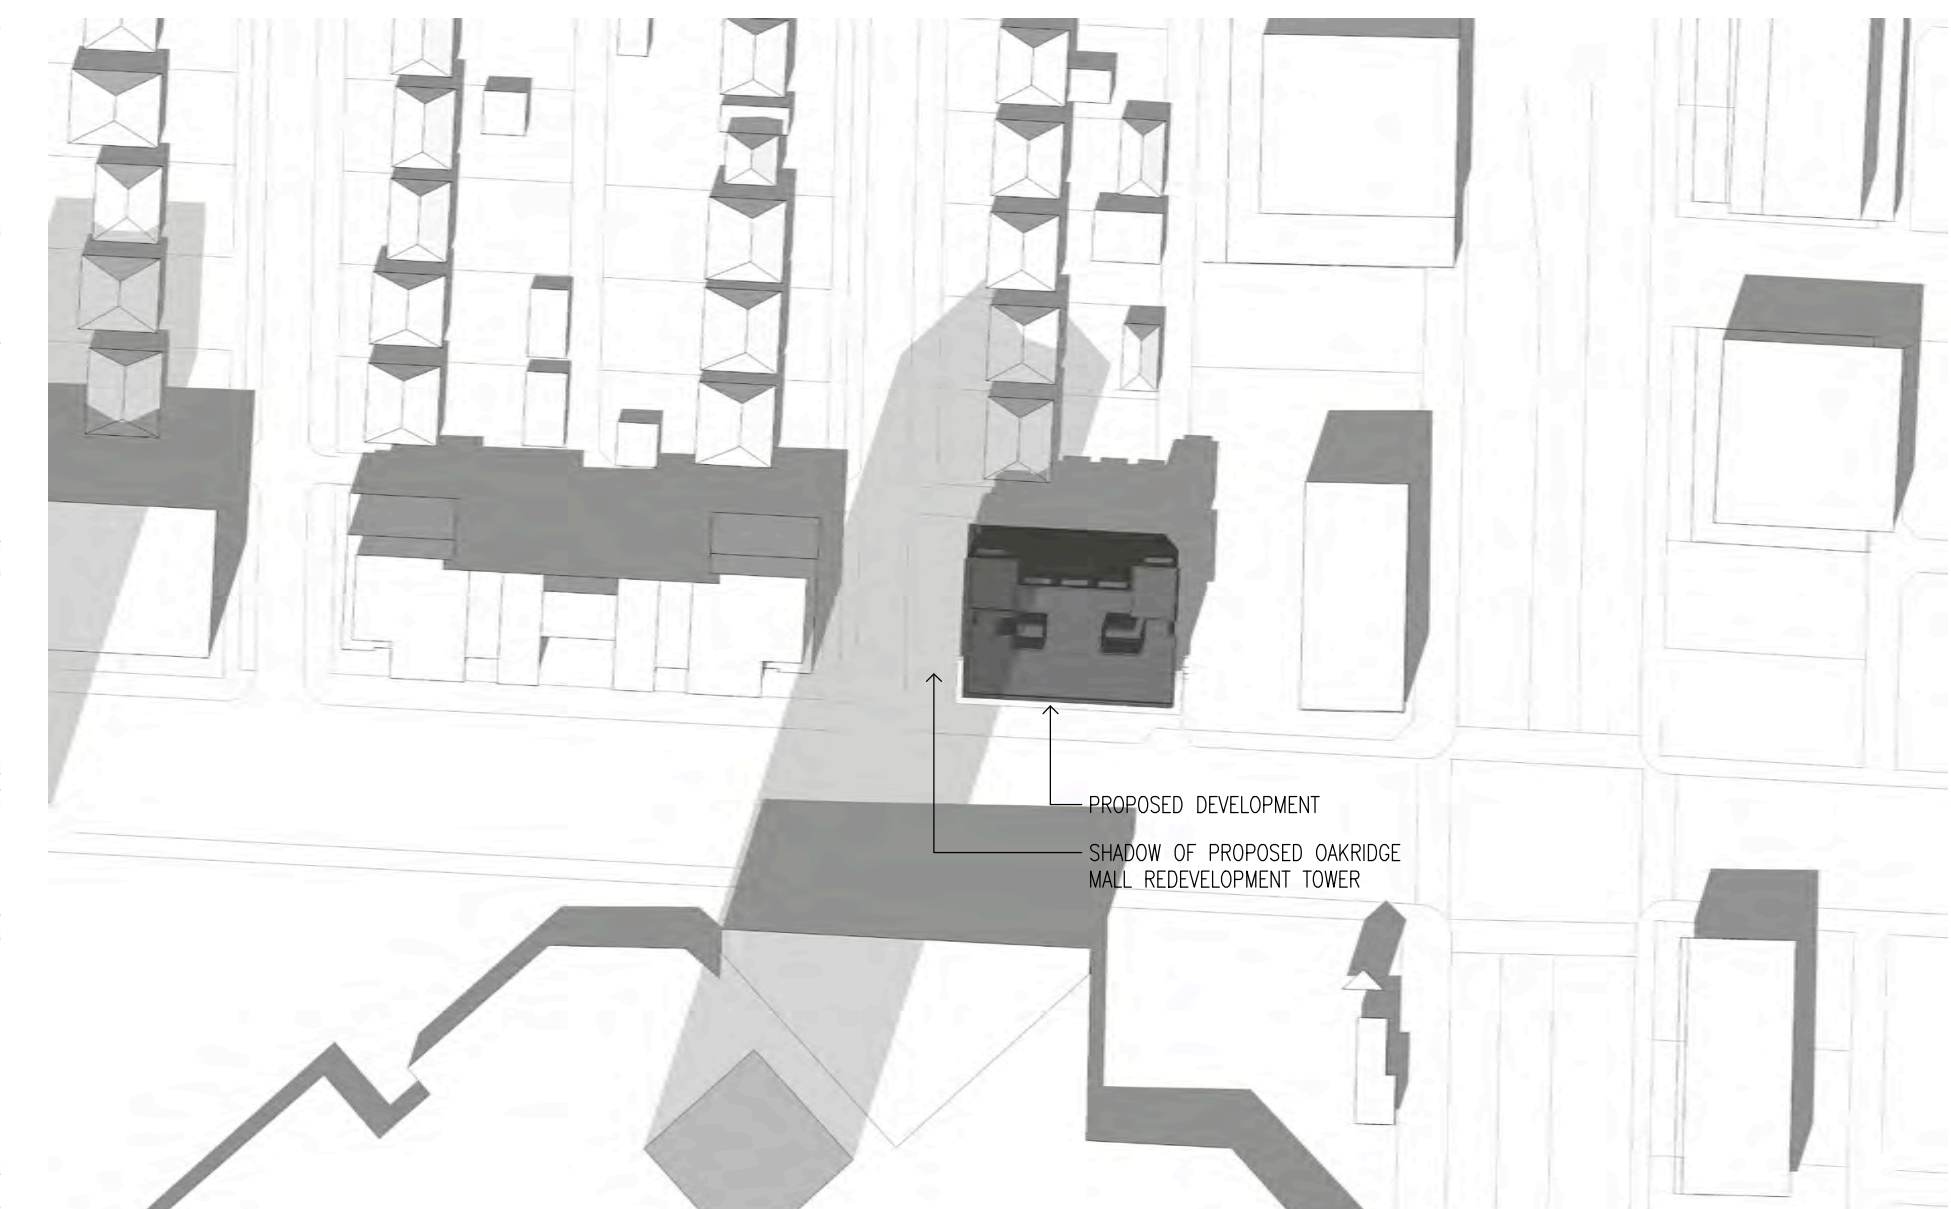 PROPOSED DEVELOPMENT
SHADOW OF PROPOSED OAKRIDGE
MALL REDEVELOPMENT TOWER